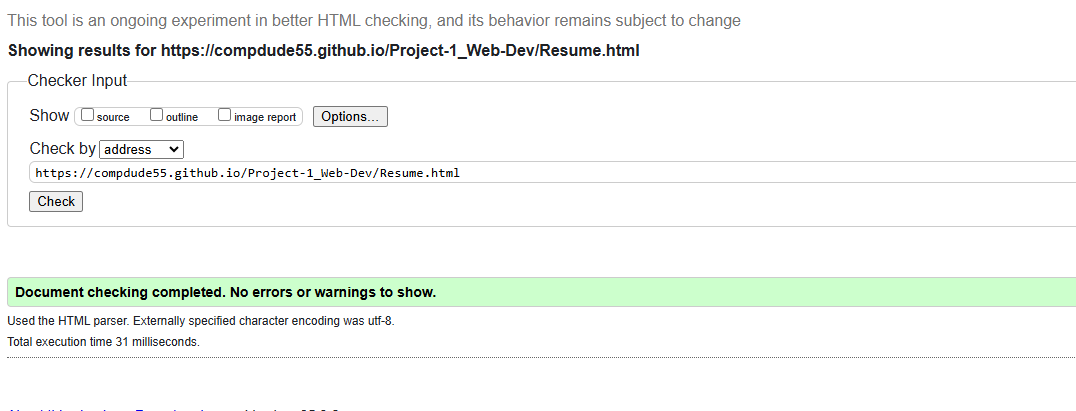 This tool is an ongoing experiment in better HTML checking, and its behavior remains subject to change
Showing results for https://compdude55.github.io/Project-1_Web-Dev/Resume.html
Checker Input
Show source outline image report Options...
Check by address
https://compdude55.github.io/Project-1_Web-Dev/Resume.html
Check
Document checking completed. No errors or warnings to show.
Used the HTML parser. Externally specified character encoding was utf-8.
Total execution time 31 milliseconds.